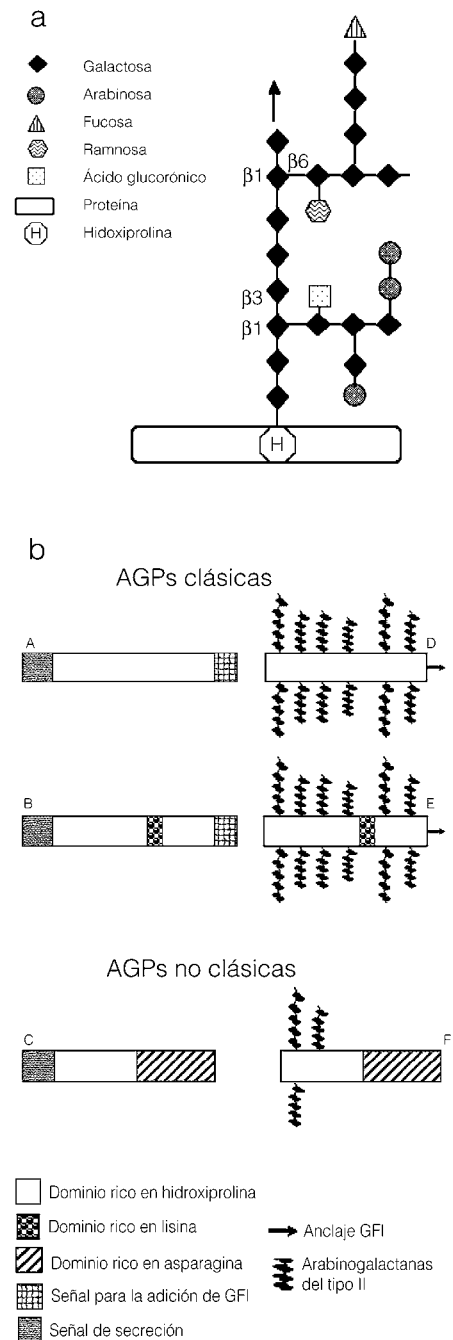 a
Galactosa
Arabinosa
Fucosa
Ramnosa
Ácido glucorónico
Proteína
H Hidoxiprolina
β1 β6
β3
β1
H
b
AGPs clásicas
A D
B E
AGPs no clásicas
C F
Dominio rico en hidroxiprolina
Dominio rico en lisina
Dominio rico en asparagina
Señal para la adición de GFI
Señal de secreción
Anclaje GFI
Arabinogalactanas
del tipo II